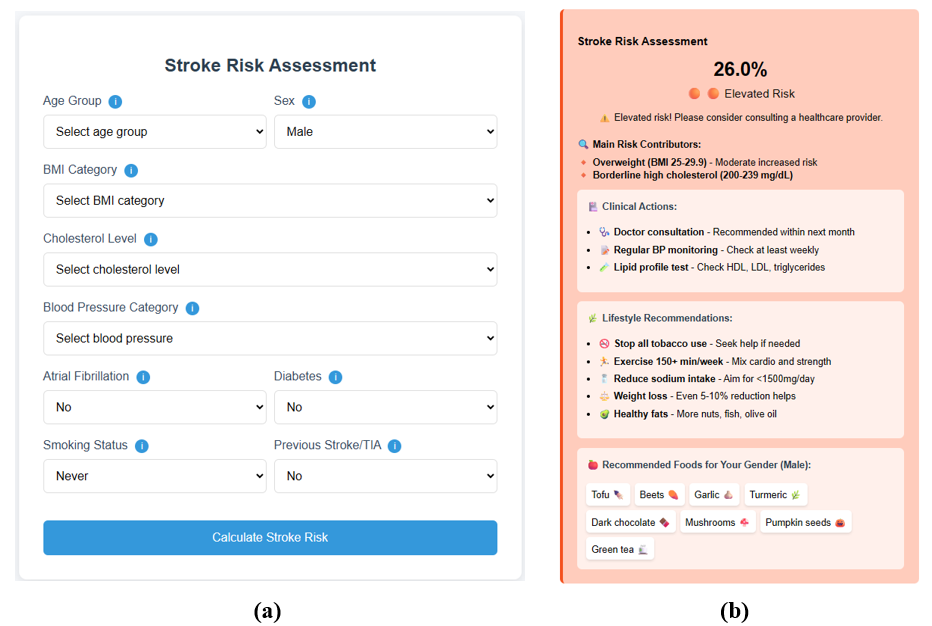 Stroke Risk Assessment
Age Group i Sex i
Select age group Male
BMI Category i
Select BMI category
Cholesterol Level i
Select cholesterol level
Blood Pressure Category i
Select blood pressure
Atrial Fibrillation i Diabetes i
No No
Smoking Status i Previous Stroke/TIA i
Never No
Calculate Stroke Risk
(a)
Stroke Risk Assessment
26.0%
Elevated Risk
Elevated risk! Please consider consulting a healthcare provider.
Main Risk Contributors:
Overweight (BMI 25-29.9) - Moderate increased risk
Borderline high cholesterol (200-239 mg/dL)
Clinical Actions:
Doctor consultation - Recommended within next month
Regular BP monitoring - Check at least weekly
Lipid profile test - Check HDL, LDL, triglycerides
Lifestyle Recommendations:
Stop all tobacco use - Seek help if needed
Exercise 150+ min/week - Mix cardio and strength
Reduce sodium intake - Aim for <1500mg/day
Weight loss - Even 5-10% reduction helps
Healthy fats - More nuts, fish, olive oil
Recommended Foods for Your Gender (Male):
Tofu Beets Garlic Turmeric
Dark chocolate Mushrooms Pumpkin seeds
Green tea
(b)